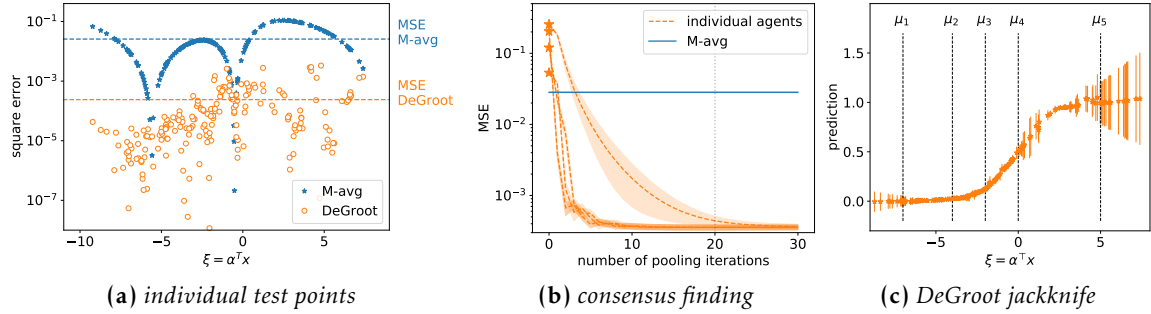 10⁻¹
10⁻³
10⁻⁵
10⁻⁷
square error
MSE
M-avg
MSE
DeGroot
M-avg
DeGroot
−10
−5
0
5
ξ = αᵀx
(a) individual test points
10⁻¹
10⁻²
10⁻³
MSE
individual agents
M-avg
0
10
20
30
number of pooling iterations
(b) consensus finding
μ₁ μ₂ μ₃ μ₄ μ₅
1.5
1.0
0.5
0.0
prediction
−5
0
5
ξ = α⊤x
(c) DeGroot jackknife